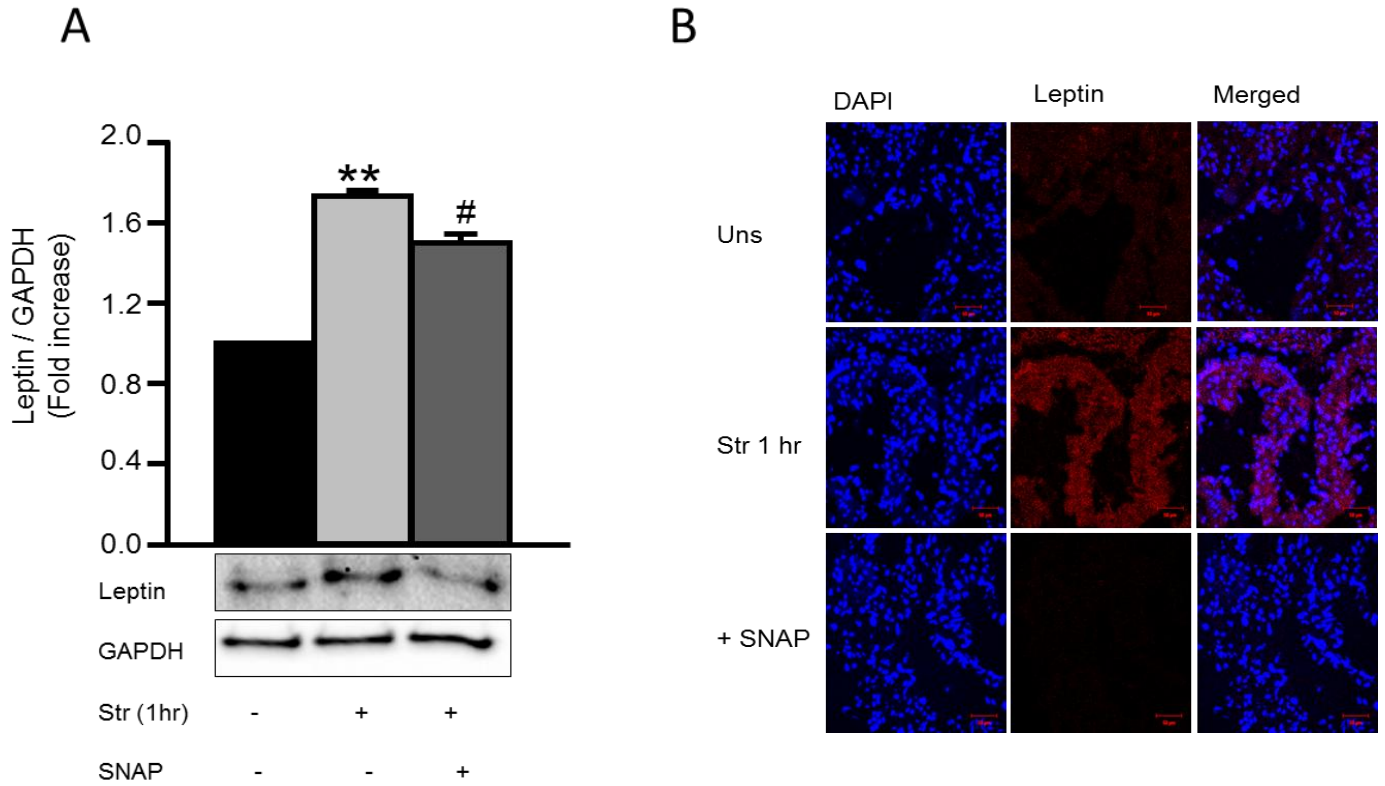 A
B
DAPI
Leptin
Merged
2.0
1.6
1.2
0.8
0.4
0.0
Leptin / GAPDH
(Fold increase)
**
#
Uns
Str 1 hr
+ SNAP
Leptin
GAPDH
Str (1hr) - + +
SNAP - - +